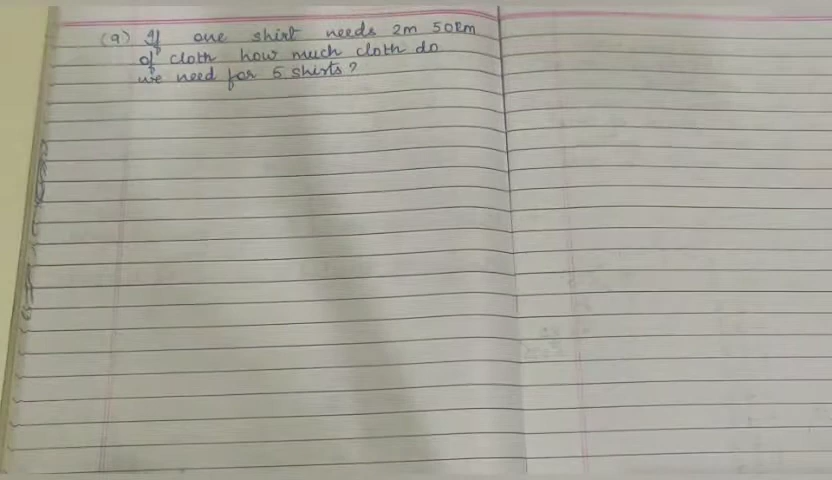 (a) If one shirt needs 2m 50cm
of cloth how much cloth do
we need for 5 shirts?